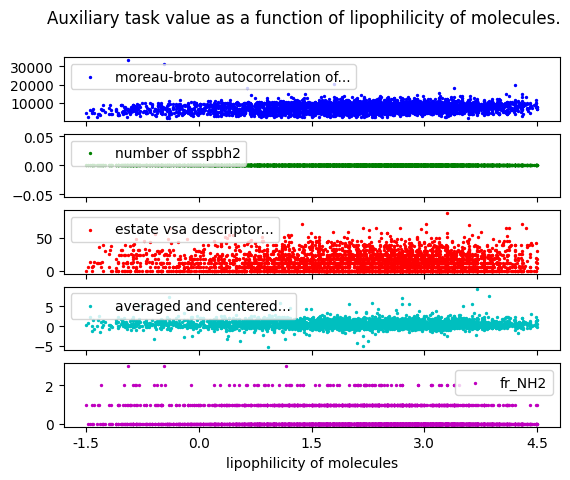 Auxiliary task value as a function of lipophilicity of molecules.
30000
20000
10000
moreau-broto autocorrelation of...
0.05
0.00
−0.05
number of sspbh2
50
0
estate vsa descriptor...
5
0
−5
averaged and centered...
2
0
fr_NH2
-1.5 0.0 1.5 3.0 4.5
lipophilicity of molecules